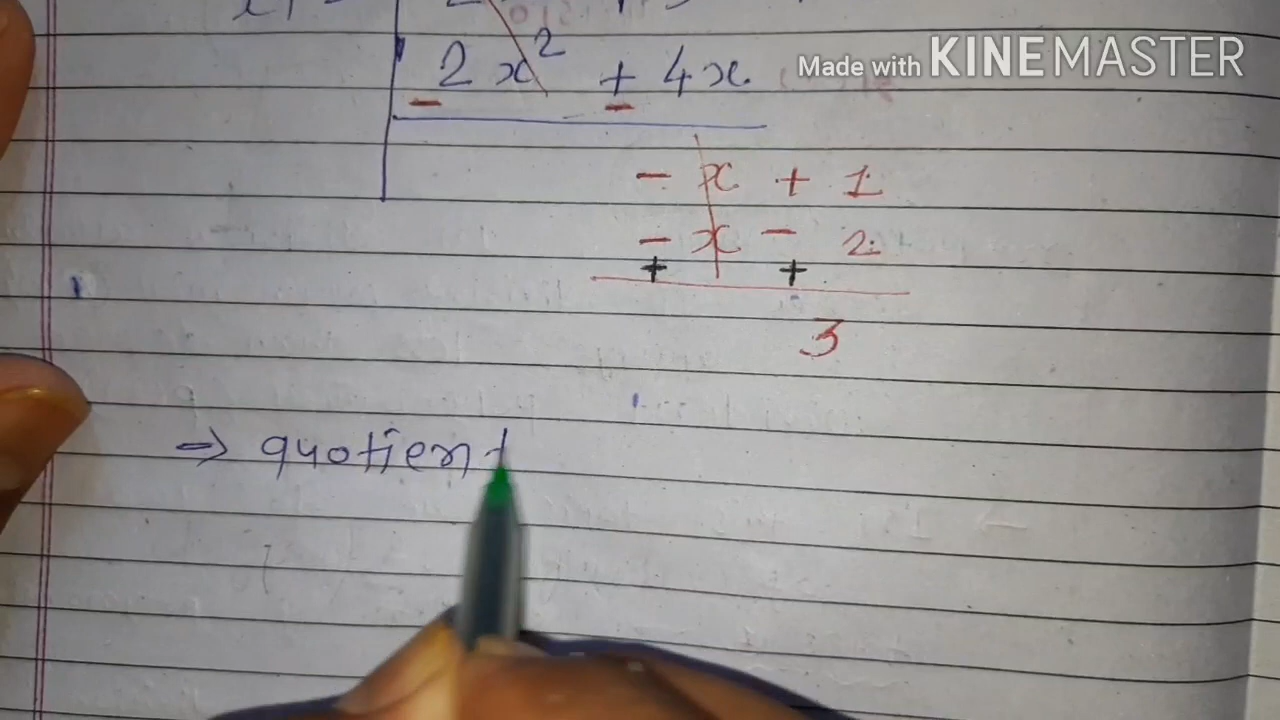 Made with KINEMASTER
2x² + 4x
- -
- x + 1
- x - 2
+ +
3
⇒ quotient